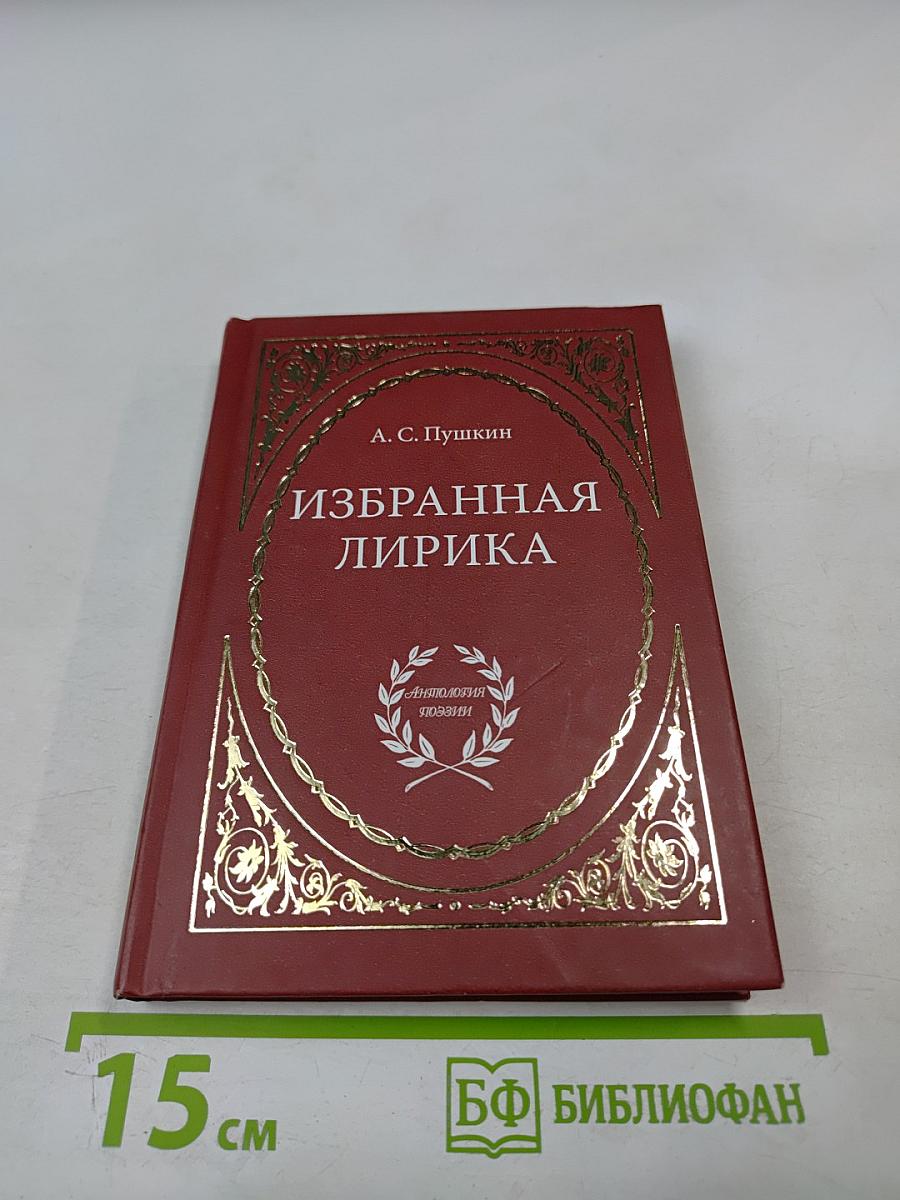 А. С. Пушкин
ИЗБРАННАЯ
ЛИРИКА
Антология
поэзии
15 см
БФ БИБЛИОФАН